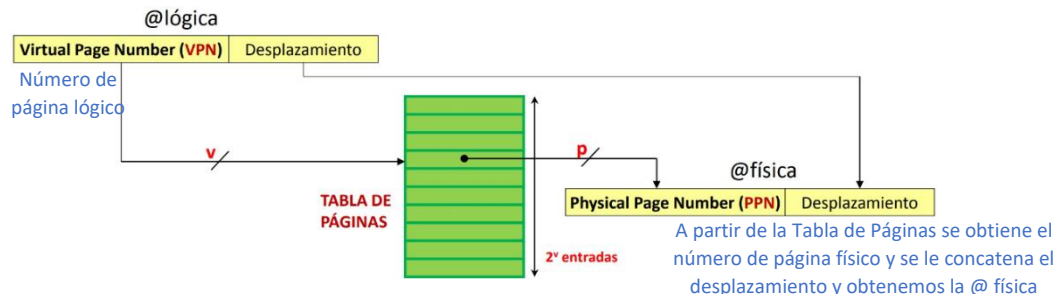 @lógica
Virtual Page Number (VPN) Desplazamiento
Número de
página lógico
v
p
TABLA DE
PÁGINAS
2ᵛ entradas
@física
Physical Page Number (PPN) Desplazamiento
A partir de la Tabla de Páginas se obtiene el
número de página físico y se le concatena el
desplazamiento y obtenemos la @ física